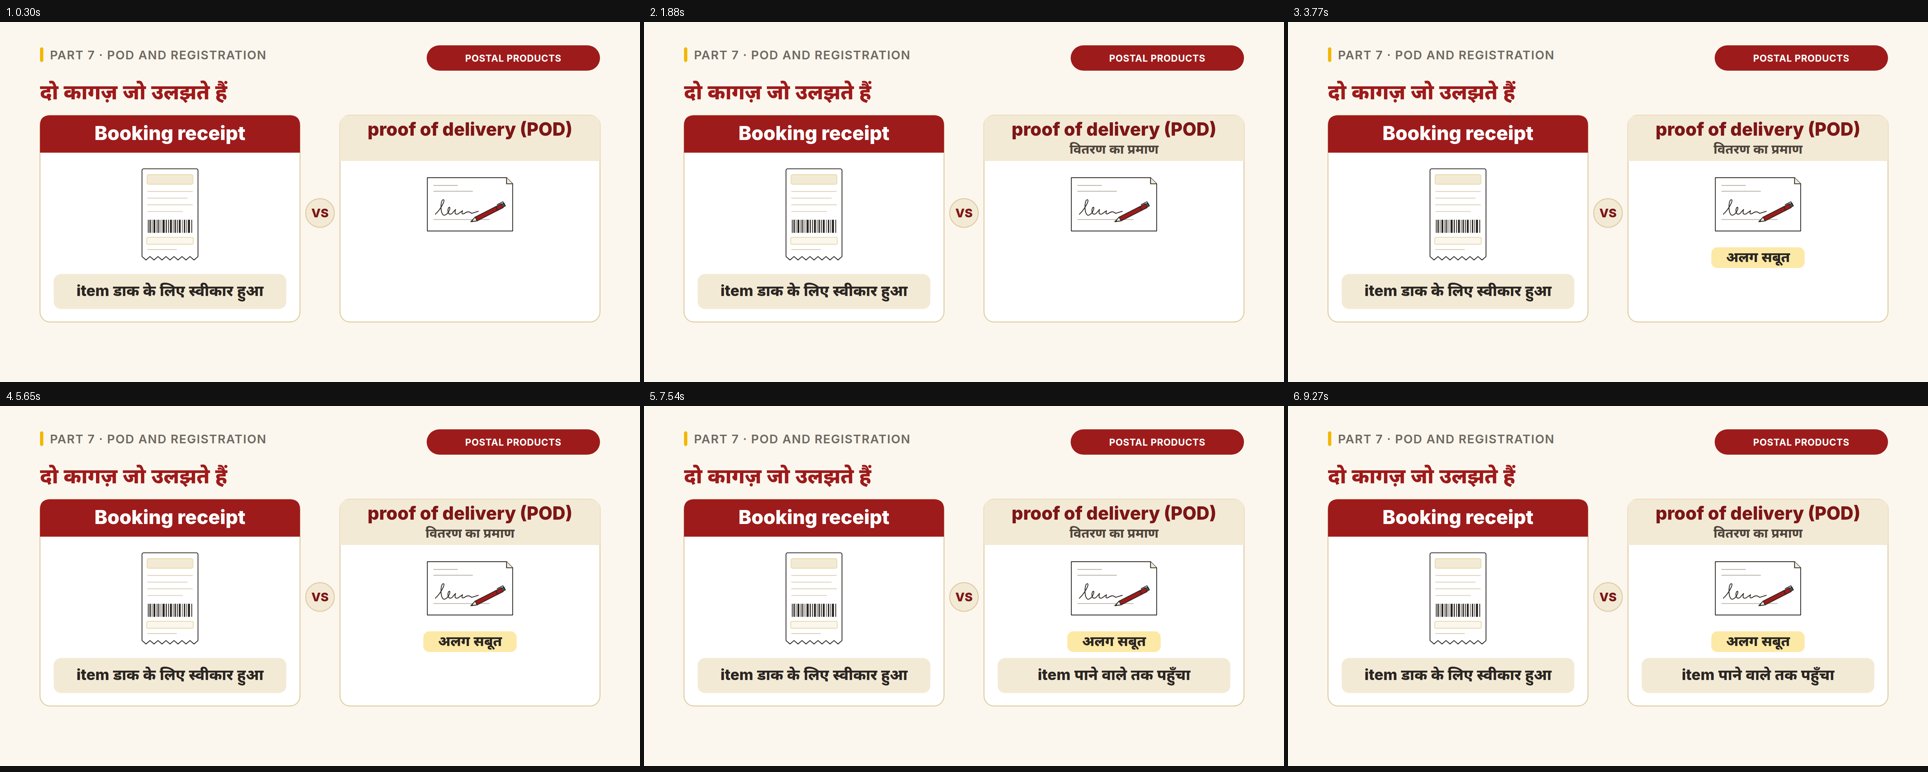 1. 0.30s
PART 7 · POD AND REGISTRATION
POSTAL PRODUCTS
दो कागज़ जो उलझते हैं
Booking receipt
proof of delivery (POD)
VS
item डाक के लिए स्वीकार हुआ
2. 1.88s
PART 7 · POD AND REGISTRATION
POSTAL PRODUCTS
दो कागज़ जो उलझते हैं
Booking receipt
proof of delivery (POD)
वितरण का प्रमाण
VS
item डाक के लिए स्वीकार हुआ
3. 3.77s
PART 7 · POD AND REGISTRATION
POSTAL PRODUCTS
दो कागज़ जो उलझते हैं
Booking receipt
proof of delivery (POD)
वितरण का प्रमाण
VS
अलग सबूत
item डाक के लिए स्वीकार हुआ
4. 5.65s
PART 7 · POD AND REGISTRATION
POSTAL PRODUCTS
दो कागज़ जो उलझते हैं
Booking receipt
proof of delivery (POD)
वितरण का प्रमाण
VS
अलग सबूत
item डाक के लिए स्वीकार हुआ
5. 7.54s
PART 7 · POD AND REGISTRATION
POSTAL PRODUCTS
दो कागज़ जो उलझते हैं
Booking receipt
proof of delivery (POD)
वितरण का प्रमाण
VS
अलग सबूत
item डाक के लिए स्वीकार हुआ
item पाने वाले तक पहुँचा
6. 9.27s
PART 7 · POD AND REGISTRATION
POSTAL PRODUCTS
दो कागज़ जो उलझते हैं
Booking receipt
proof of delivery (POD)
वितरण का प्रमाण
VS
अलग सबूत
item डाक के लिए स्वीकार हुआ
item पाने वाले तक पहुँचा